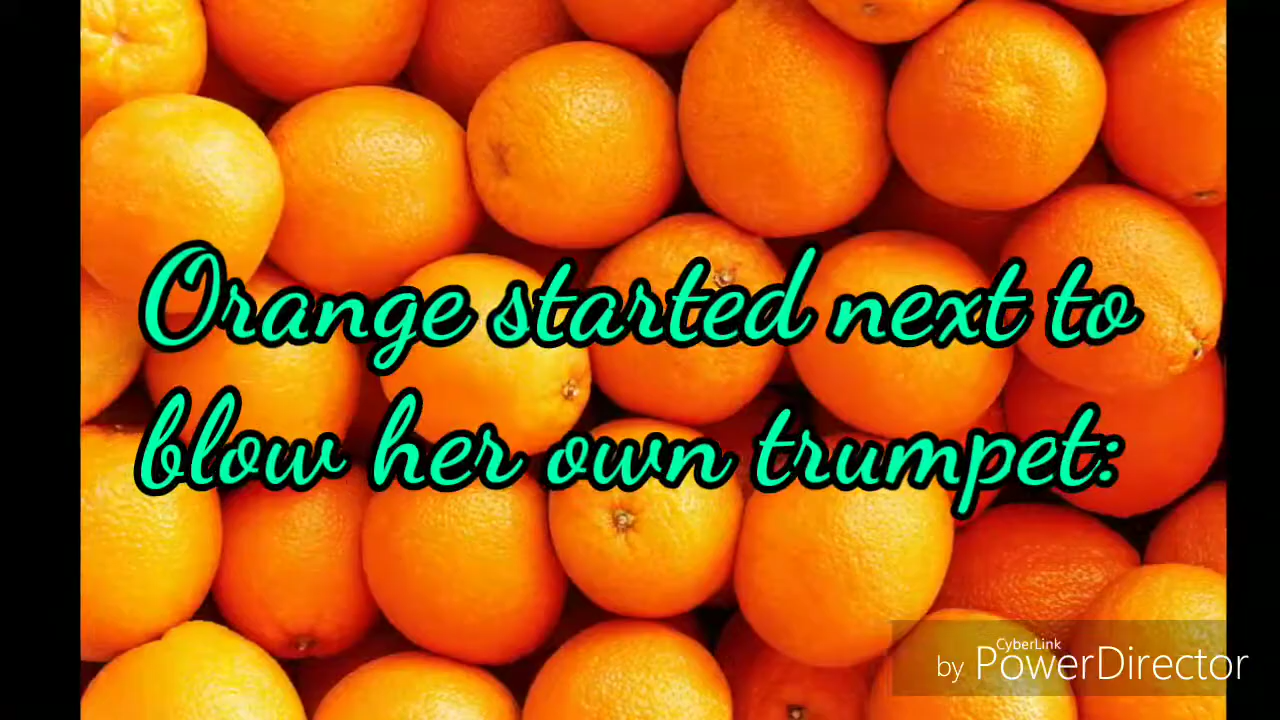 Orange started next to
blow her own trumpet:
CyberLink
by PowerDirector